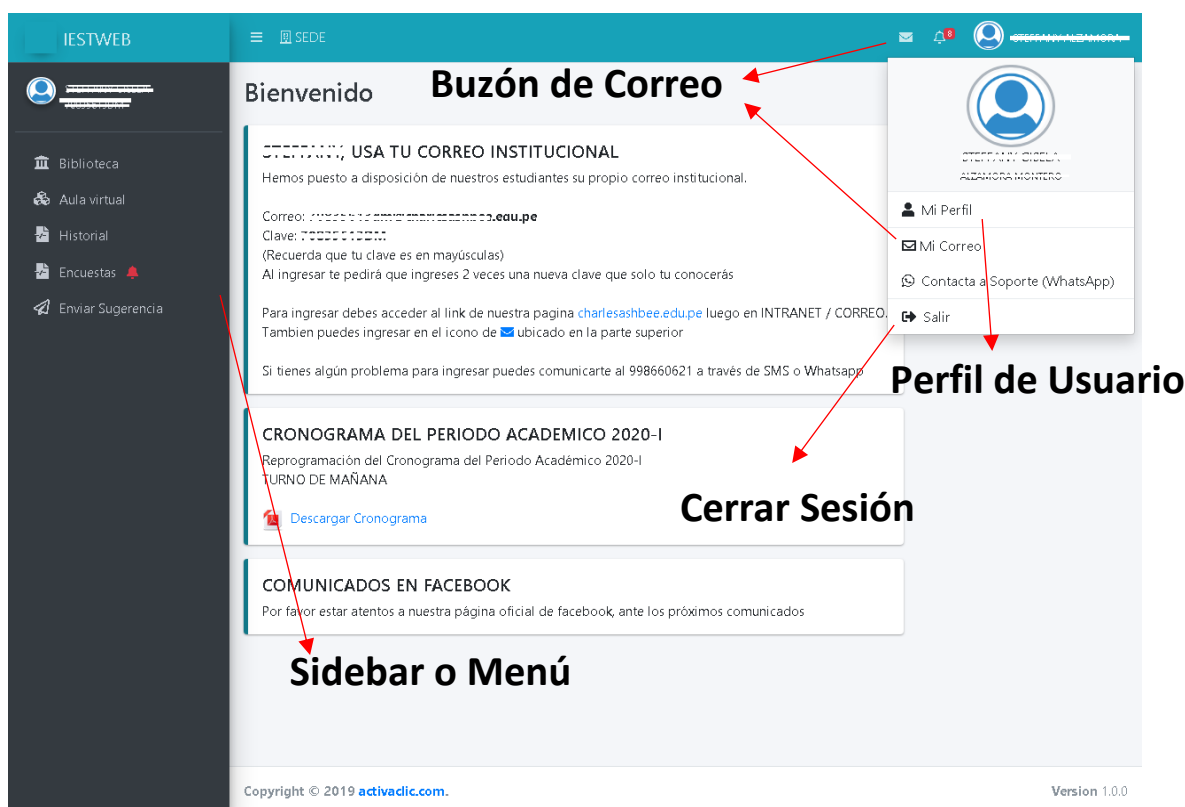 IESTWEB
SEDE
8
Buzón de Correo
Bienvenido
USA TU CORREO INSTITUCIONAL
Hemos puesto a disposición de nuestros estudiantes su propio correo institucional.
Correo: .edu.pe
Clave:
(Recuerda que tu clave es en mayúsculas)
Al ingresar te pedirá que ingreses 2 veces una nueva clave que solo tu conocerás
Para ingresar debes acceder al link de nuestra pagina charlesashbee.edu.pe luego en INTRANET / CORREO.
Tambien puedes ingresar en el icono de ubicado en la parte superior
Si tienes algún problema para ingresar puedes comunicarte al 998660621 a través de SMS o Whatsapp
Biblioteca
Aula virtual
Historial
Encuestas
Enviar Sugerencia
Mi Perfil
Mi Correo
Contacta a Soporte (WhatsApp)
Salir
Perfil de Usuario
CRONOGRAMA DEL PERIODO ACADEMICO 2020-I
Reprogramación del Cronograma del Periodo Académico 2020-I
TURNO DE MAÑANA
Descargar Cronograma
Cerrar Sesión
COMUNICADOS EN FACEBOOK
Por favor estar atentos a nuestra página oficial de facebook, ante los próximos comunicados
Sidebar o Menú
Copyright © 2019 activaclic.com.
Version 1.0.0